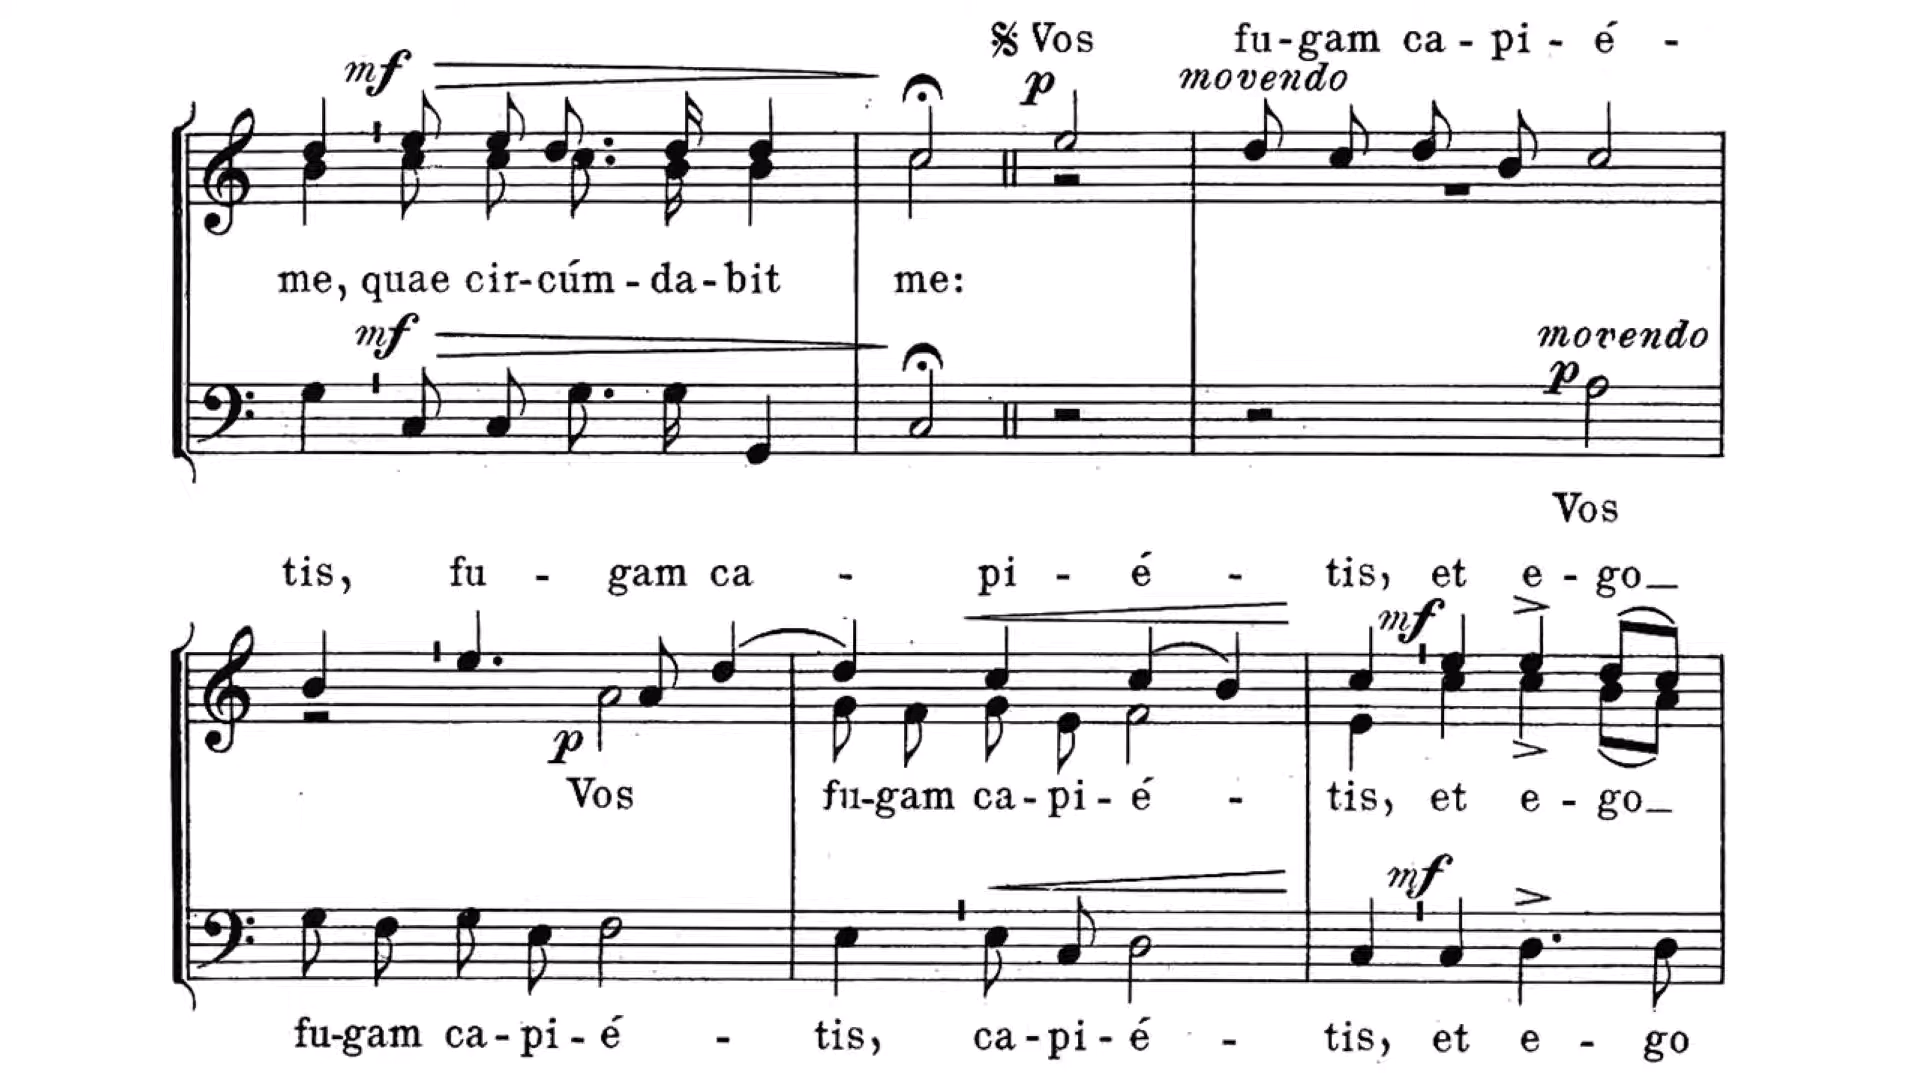 Vos fu-gam ca-pi-é-
mf p movendo
me, quae cir-cúm-da-bit me:
mf movendo
p
Vos
tis, fu-gam ca-pi-é-tis, et e-go_
mf
p
Vos fu-gam ca-pi-é-tis, et e-go_
mf
fu-gam ca-pi-é-tis, ca-pi-é-tis, et e-go